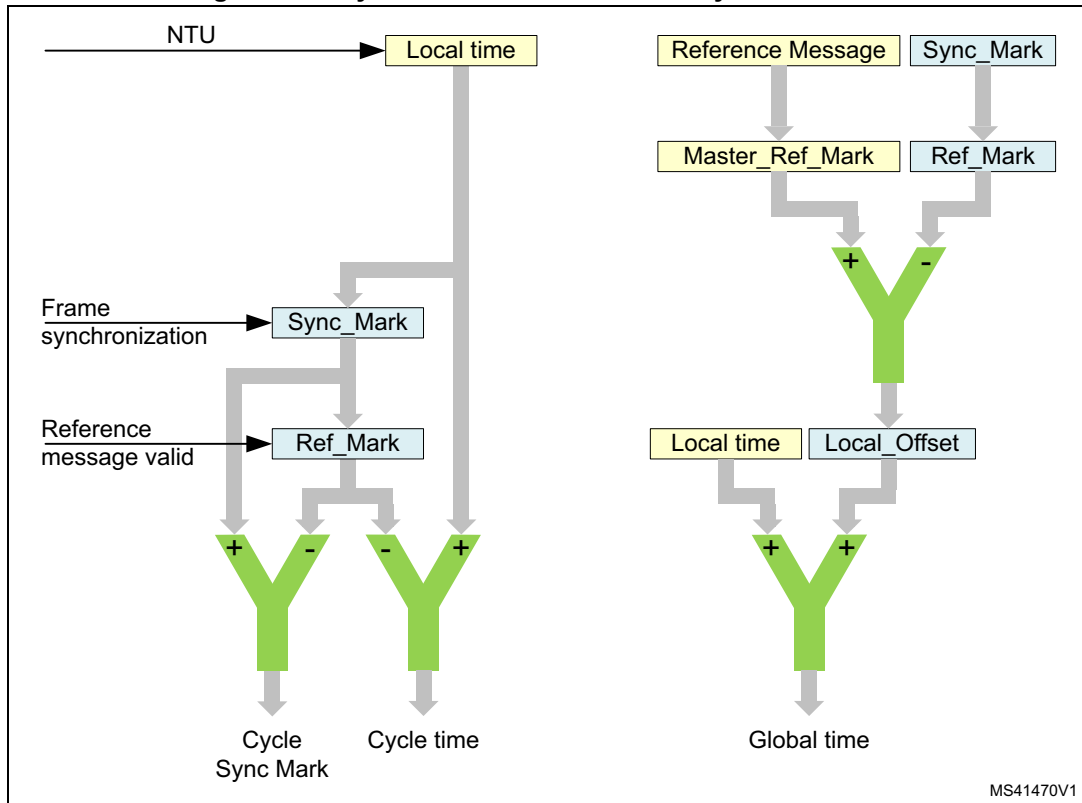 NTU
Local time
Reference Message
Sync_Mark
Master_Ref_Mark
Ref_Mark
+
-
Frame
synchronization
Sync_Mark
Reference
message valid
Ref_Mark
Local time
Local_Offset
+
-
-
+
+
+
Cycle
Sync Mark
Cycle time
Global time
MS41470V1